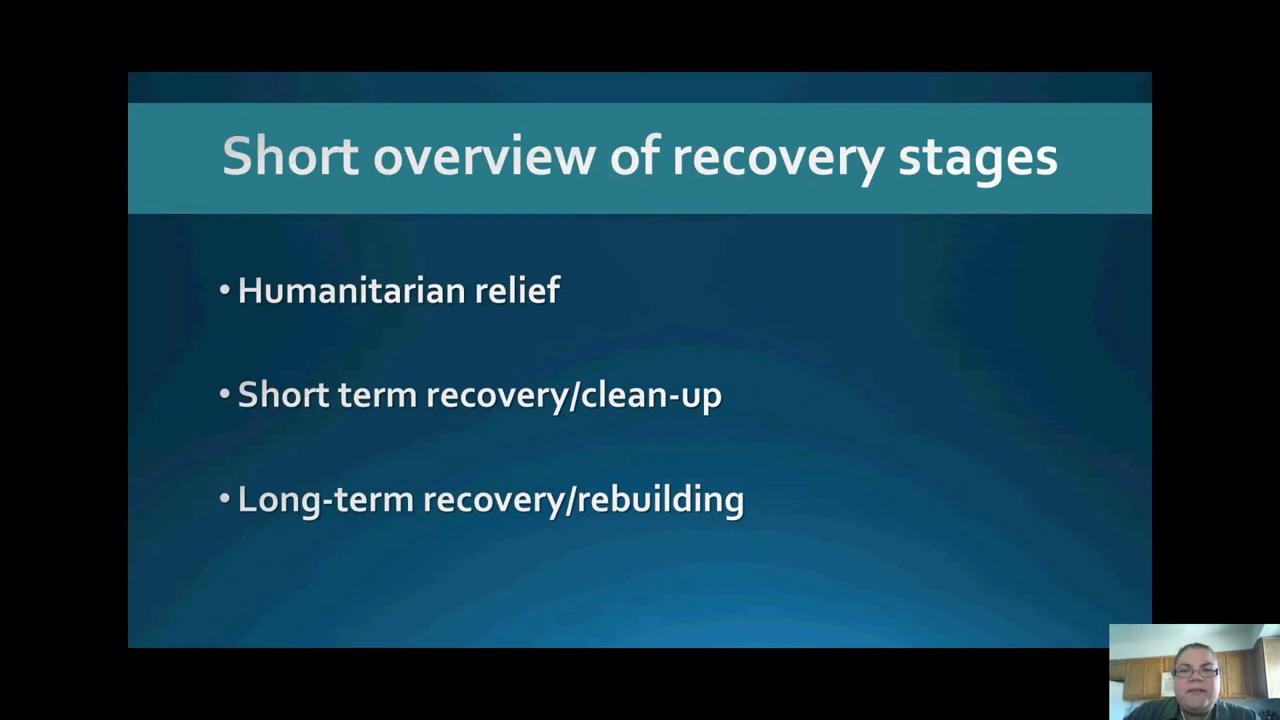 Short overview of recovery stages
• Humanitarian relief
• Short term recovery/clean-up
• Long-term recovery/rebuilding